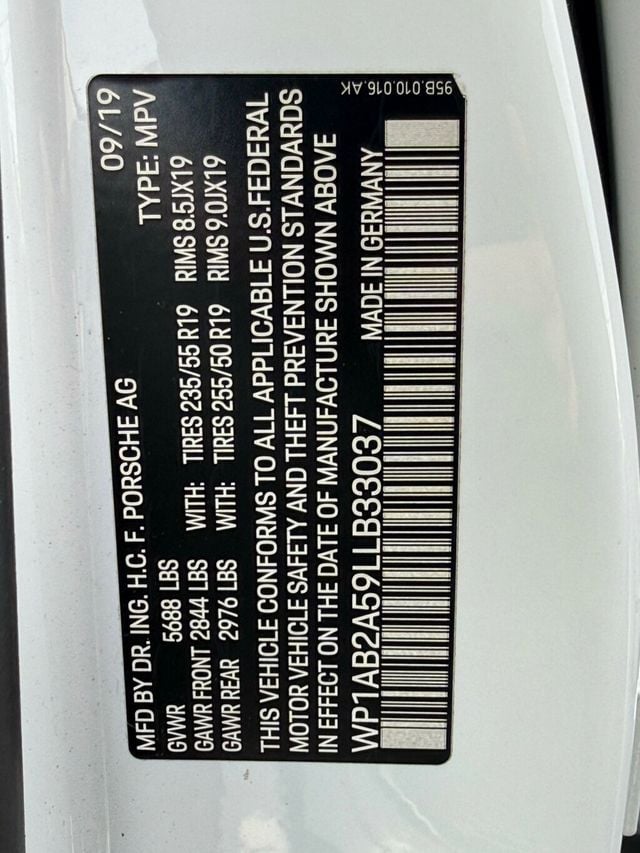 MFD BY DR. ING. H.C. F. PORSCHE AG 09/19
GVWR 5688 LBS TYPE: MPV
GAWR FRONT 2844 LBS WITH: TIRES 235/55 R19 RIMS 8.5JX19
GAWR REAR 2976 LBS WITH: TIRES 255/50 R19 RIMS 9.0JX19
THIS VEHICLE CONFORMS TO ALL APPLICABLE U.S.FEDERAL
MOTOR VEHICLE SAFETY AND THEFT PREVENTION STANDARDS
IN EFFECT ON THE DATE OF MANUFACTURE SHOWN ABOVE
WP1AB2A59LLB33037 MADE IN GERMANY
95B.010.016.AK